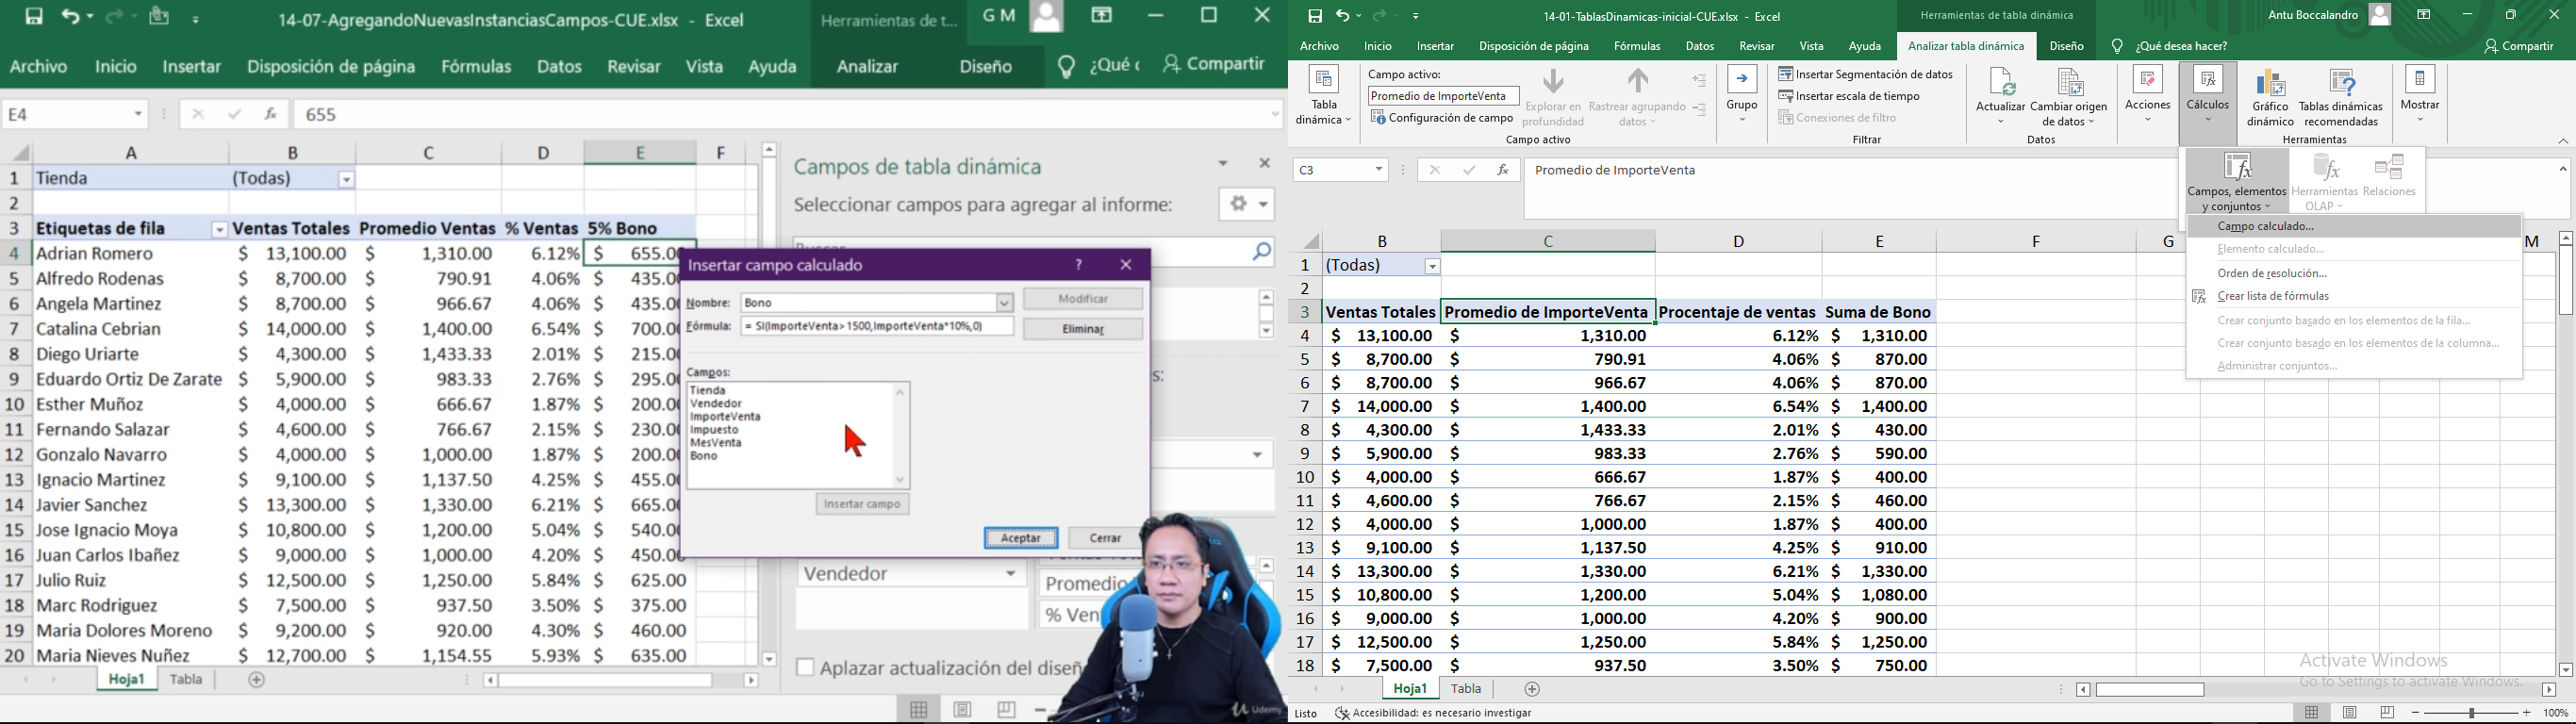 14-07-AgregandoNuevasInstanciasCampos-CUE.xlsx - Excel
Herramientas de t...
G M
Archivo Inicio Insertar Disposición de página Fórmulas Datos Revisar Vista Ayuda Analizar Diseño ¿Qué Compartir
E4 fx 655
A B C D E F
1 Tienda (Todas)
2
3 Etiquetas de fila Ventas Totales Promedio Ventas % Ventas 5% Bono
4 Adrian Romero $ 13,100.00 $ 1,310.00 6.12% $ 655.00
5 Alfredo Rodenas $ 8,700.00 $ 790.91 4.06% $ 435.0
6 Angela Martinez $ 8,700.00 $ 966.67 4.06% $ 435.0
7 Catalina Cebrian $ 14,000.00 $ 1,400.00 6.54% $ 700.0
8 Diego Uriarte $ 4,300.00 $ 1,433.33 2.01% $ 215.0
9 Eduardo Ortiz De Zarate $ 5,900.00 $ 983.33 2.76% $ 295.0
10 Esther Muñoz $ 4,000.00 $ 666.67 1.87% $ 200.0
11 Fernando Salazar $ 4,600.00 $ 766.67 2.15% $ 230.0
12 Gonzalo Navarro $ 4,000.00 $ 1,000.00 1.87% $ 200.0
13 Ignacio Martinez $ 9,100.00 $ 1,137.50 4.25% $ 455.0
14 Javier Sanchez $ 13,300.00 $ 1,330.00 6.21% $ 665.0
15 Jose Ignacio Moya $ 10,800.00 $ 1,200.00 5.04% $ 540.0
16 Juan Carlos Ibañez $ 9,000.00 $ 1,000.00 4.20% $ 450.0
17 Julio Ruiz $ 12,500.00 $ 1,250.00 5.84% $ 625.00
18 Marc Rodriguez $ 7,500.00 $ 937.50 3.50% $ 375.00
19 Maria Dolores Moreno $ 9,200.00 $ 920.00 4.30% $ 460.00
20 Maria Nieves Nuñez $ 12,700.00 $ 1,154.55 5.93% $ 635.00
Hoja1 Tabla
Campos de tabla dinámica
Seleccionar campos para agregar al informe:
Insertar campo calculado ?
Nombre: Bono Modificar
Fórmula: = SI(ImporteVenta>1500,ImporteVenta*10%,0) Eliminar
Campos:
Tienda
Vendedor
ImporteVenta
Impuesto
MesVenta
Bono
Insertar campo
Aceptar Cerrar
s:
Vendedor
Promedio
% Vent
Aplazar actualización del diseñ
Udemy
14-01-TablasDinamicas-inicial-CUE.xlsx - Excel
Herramientas de tabla dinámica
Antu Boccalandro
Archivo Inicio Insertar Disposición de página Fórmulas Datos Revisar Vista Ayuda Analizar tabla dinámica Diseño ¿Qué desea hacer? Compartir
Tabla dinámica
Campo activo:
Promedio de ImporteVenta
Configuración de campo
Explorar en profundidad
Rastrear agrupando datos
Campo activo
Grupo
Insertar Segmentación de datos
Insertar escala de tiempo
Conexiones de filtro
Filtrar
Actualizar
Cambiar origen de datos
Datos
Acciones
Cálculos
Gráfico dinámico
Tablas dinámicas recomendadas
Herramientas
Mostrar
Campos, elementos y conjuntos
Herramientas OLAP
Relaciones
Campo calculado...
Elemento calculado...
Orden de resolución...
Crear lista de fórmulas
Crear conjunto basado en los elementos de la fila...
Crear conjunto basado en los elementos de la columna...
Administrar conjuntos...
C3 fx Promedio de ImporteVenta
B C D E F G M
1 (Todas)
2
3 Ventas Totales Promedio de ImporteVenta Procentaje de ventas Suma de Bono
4 $ 13,100.00 $ 1,310.00 6.12% $ 1,310.00
5 $ 8,700.00 $ 790.91 4.06% $ 870.00
6 $ 8,700.00 $ 966.67 4.06% $ 870.00
7 $ 14,000.00 $ 1,400.00 6.54% $ 1,400.00
8 $ 4,300.00 $ 1,433.33 2.01% $ 430.00
9 $ 5,900.00 $ 983.33 2.76% $ 590.00
10 $ 4,000.00 $ 666.67 1.87% $ 400.00
11 $ 4,600.00 $ 766.67 2.15% $ 460.00
12 $ 4,000.00 $ 1,000.00 1.87% $ 400.00
13 $ 9,100.00 $ 1,137.50 4.25% $ 910.00
14 $ 13,300.00 $ 1,330.00 6.21% $ 1,330.00
15 $ 10,800.00 $ 1,200.00 5.04% $ 1,080.00
16 $ 9,000.00 $ 1,000.00 4.20% $ 900.00
17 $ 12,500.00 $ 1,250.00 5.84% $ 1,250.00
18 $ 7,500.00 $ 937.50 3.50% $ 750.00
Activate Windows
Go to Settings to activate Windows.
Hoja1 Tabla
Listo Accesibilidad: es necesario investigar 100%